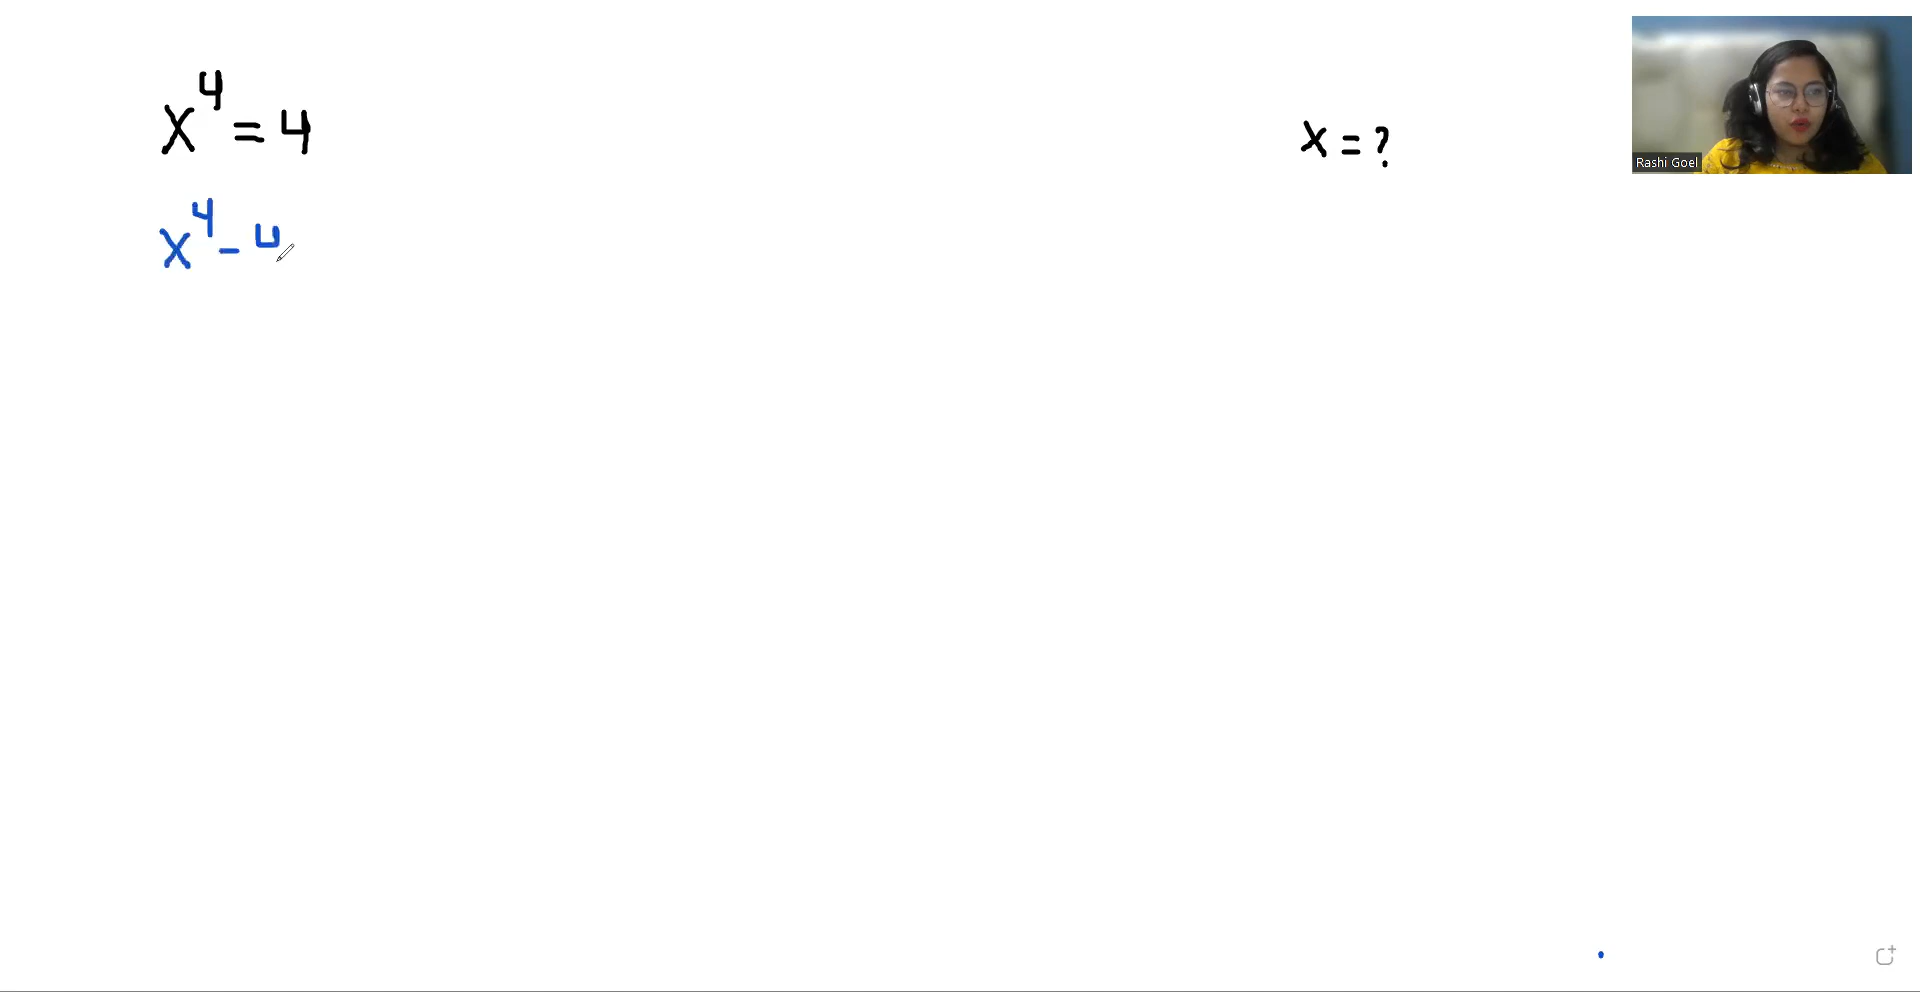 x⁴ = 4
x = ?
Rashi Goel
x⁴ - 4